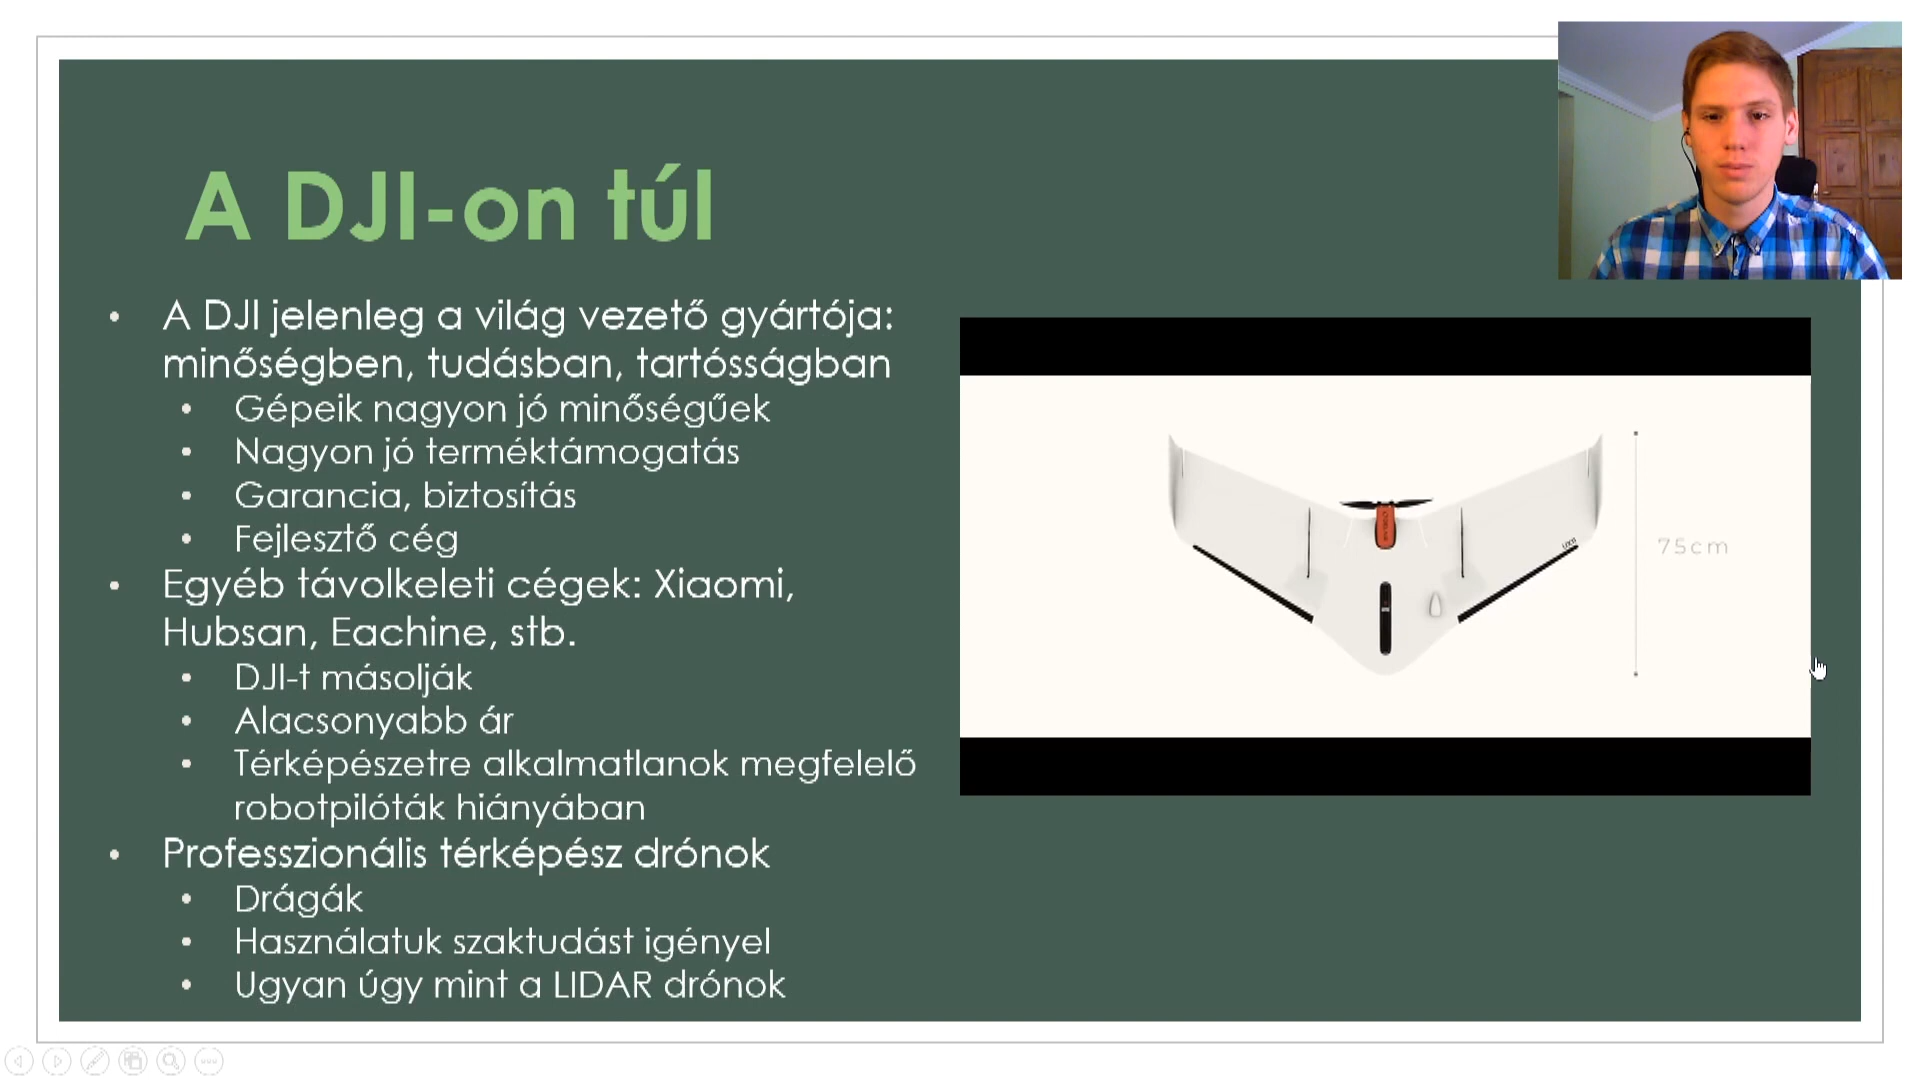 A DJI-on túl
A DJI jelenleg a világ vezető gyártója:
minőségben, tudásban, tartósságban
Gépeik nagyon jó minőségűek
Nagyon jó terméktámogatás
Garancia, biztosítás
Fejlesztő cég
Egyéb távolkeleti cégek: Xiaomi,
Hubsan, Eachine, stb.
DJI-t másolják
Alacsonyabb ár
Térképészetre alkalmatlanok megfelelő
robotpilóták hiányában
Professzionális térképész drónok
Drágák
Használatuk szaktudást igényel
Ugyan úgy mint a LIDAR drónok
75cm